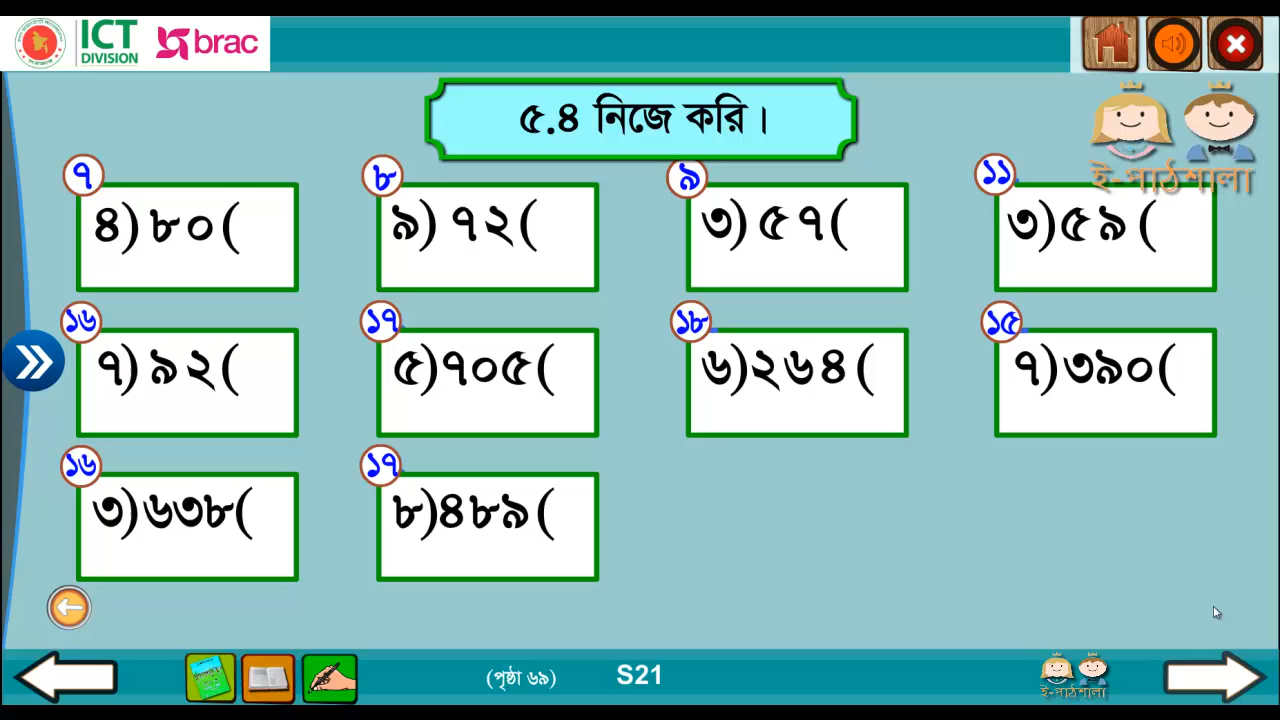 ICT
DIVISION
brac
৫.৪ নিজে করি।
ই-পাঠশালা
৭
৪)৮০(
৮
৯)৭২(
৯
৩)৫৭(
১১
৩)৫৯(
১৬
৭)৯২(
১৭
৫)৭০৫(
১৮
৬)২৬৪(
১৫
৭)৩৯০(
১৬
৩)৬৩৮(
১৭
৮)৪৮৯(
(পৃষ্ঠা ৬৯)
S21
ই-পাঠশালা